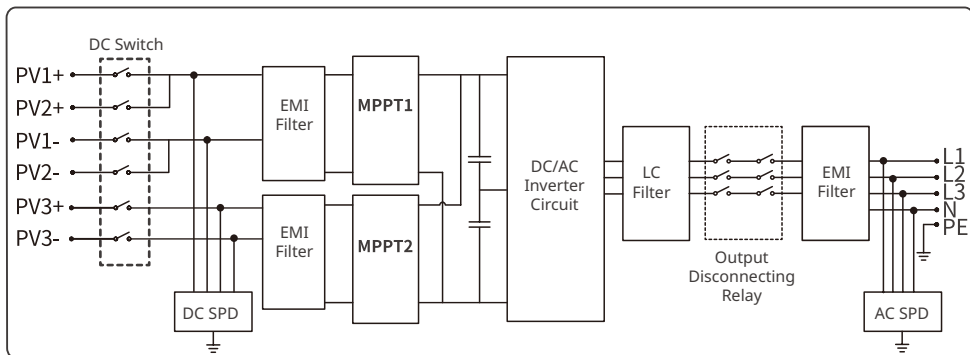 DC Switch
PV1+
PV2+
PV1-
PV2-
PV3+
PV3-
EMI
Filter
MPPT1
EMI
Filter
MPPT2
DC SPD
DC/AC
Inverter
Circuit
LC
Filter
Output
Disconnecting
Relay
EMI
Filter
L1
L2
L3
N
PE
AC SPD